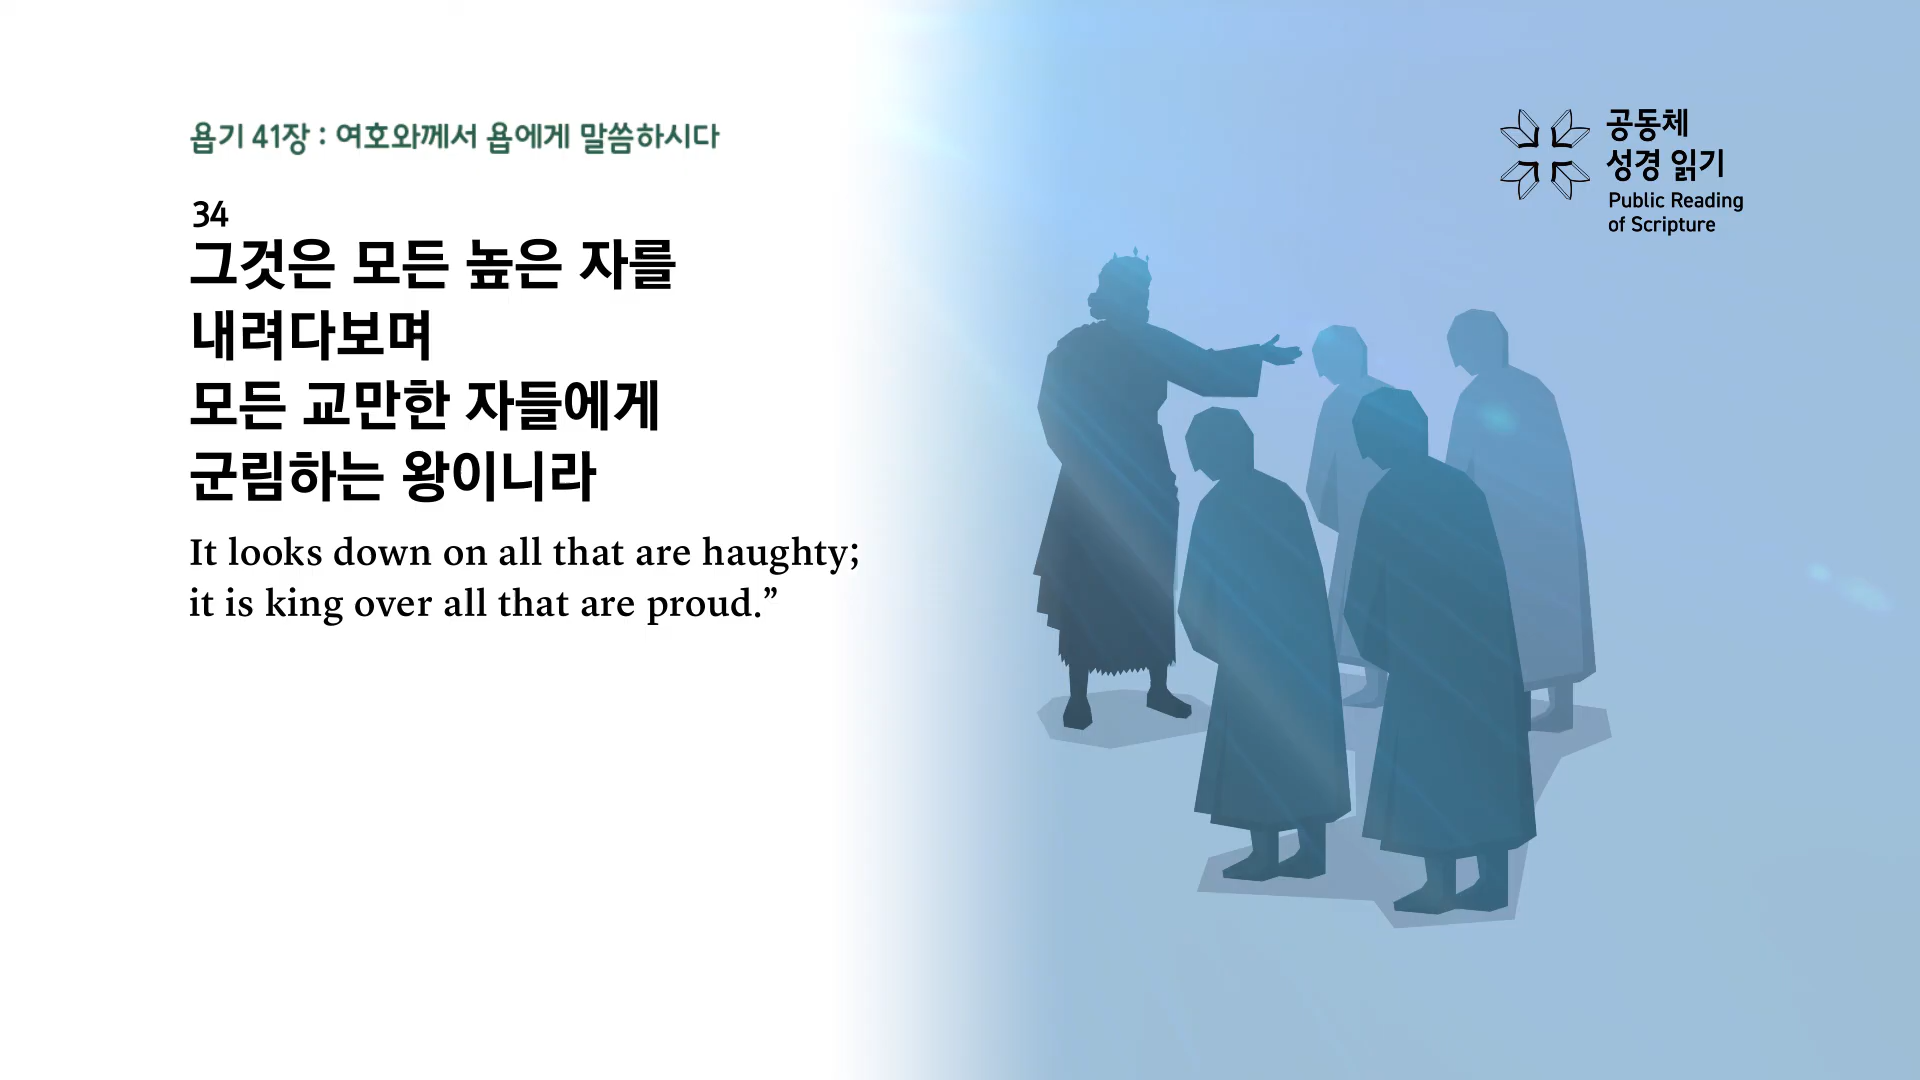 욥기 41장 : 여호와께서 욥에게 말씀하시다
34
그것은 모든 높은 자를
내려다보며
모든 교만한 자들에게
군림하는 왕이니라
It looks down on all that are haughty;
it is king over all that are proud.”
공동체
성경 읽기
Public Reading
of Scripture